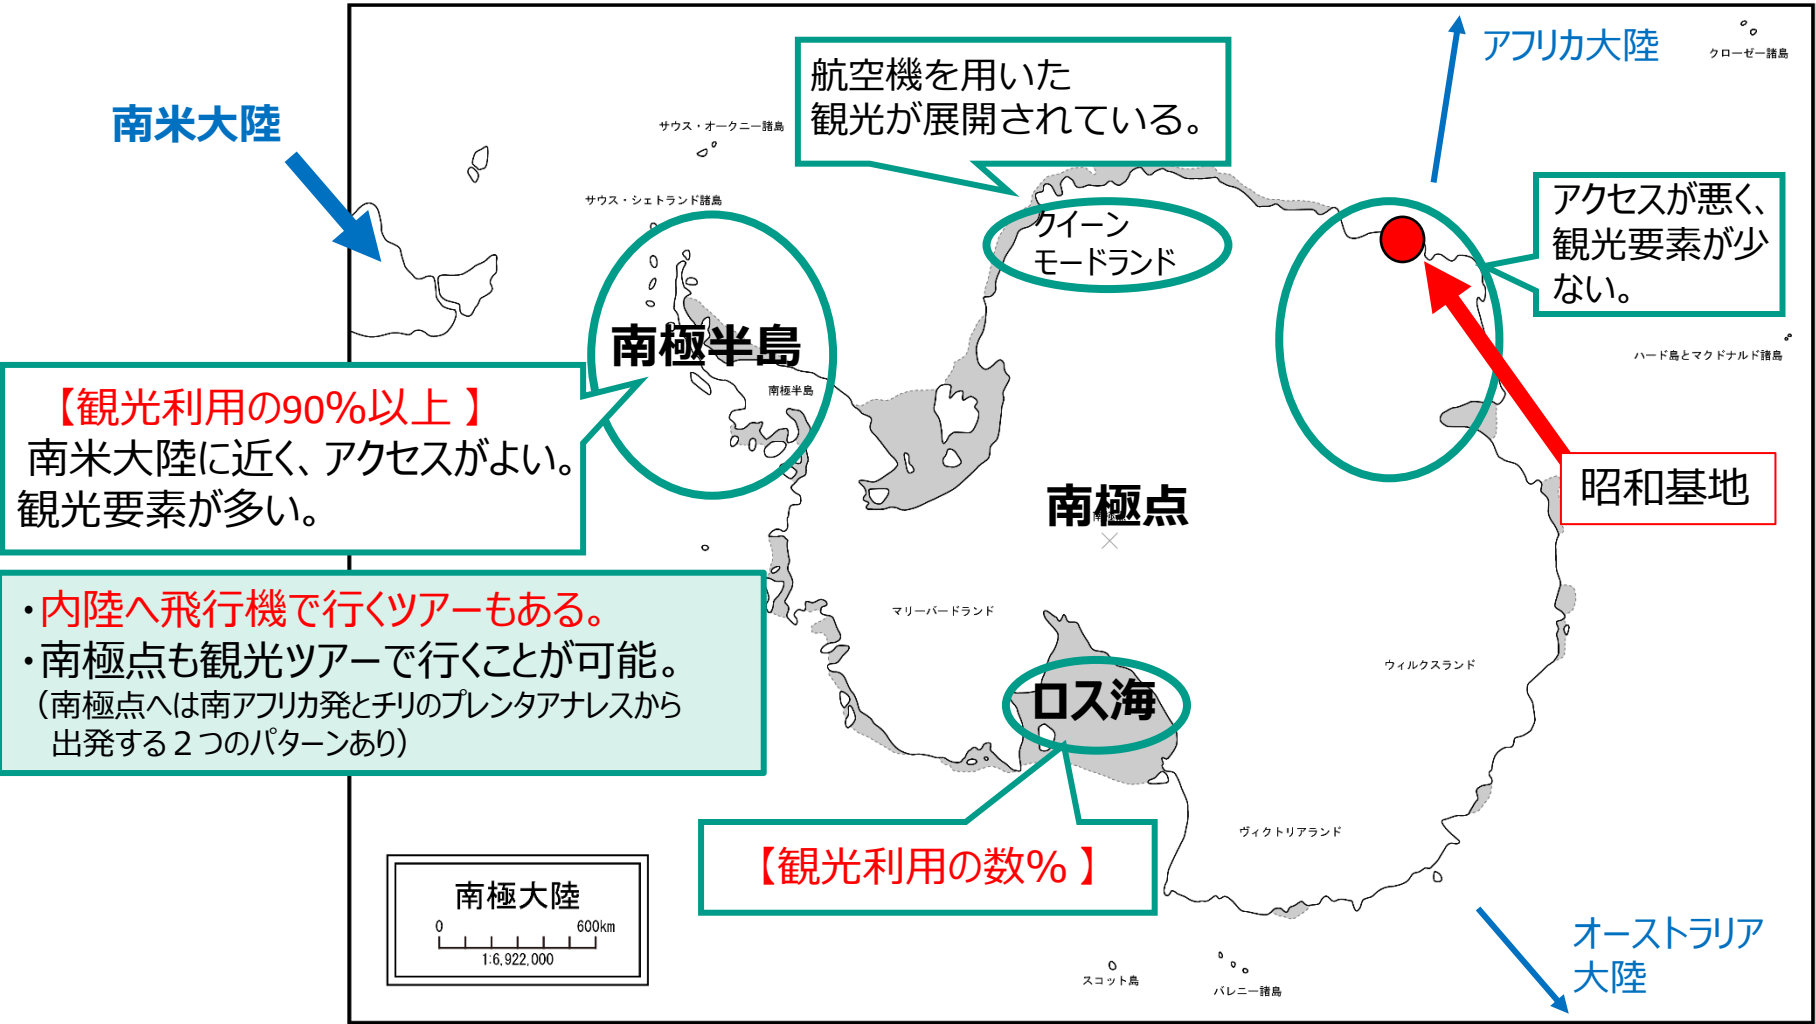 アフリカ大陸
クローゼー諸島
航空機を用いた
観光が展開されている。
南米大陸
サウス・オークニー諸島
サウス・シェトランド諸島
クイーン
モードランド
アクセスが悪く、
観光要素が少
ない。
ハード島とマクドナルド諸島
南極半島
南極半島
【観光利用の90%以上 】
南米大陸に近く、アクセスがよい。
観光要素が多い。
昭和基地
南極点
・内陸へ飛行機で行くツアーもある。
・南極点も観光ツアーで行くことが可能。
（南極点へは南アフリカ発とチリのプレンタアナレスから
出発する２つのパターンあり）
マリーバードランド
ウィルクスランド
ロス海
ヴィクトリアランド
【観光利用の数% 】
南極大陸
0 600km
1:6,922,000
オーストラリア
大陸
スコット島
バレニー諸島